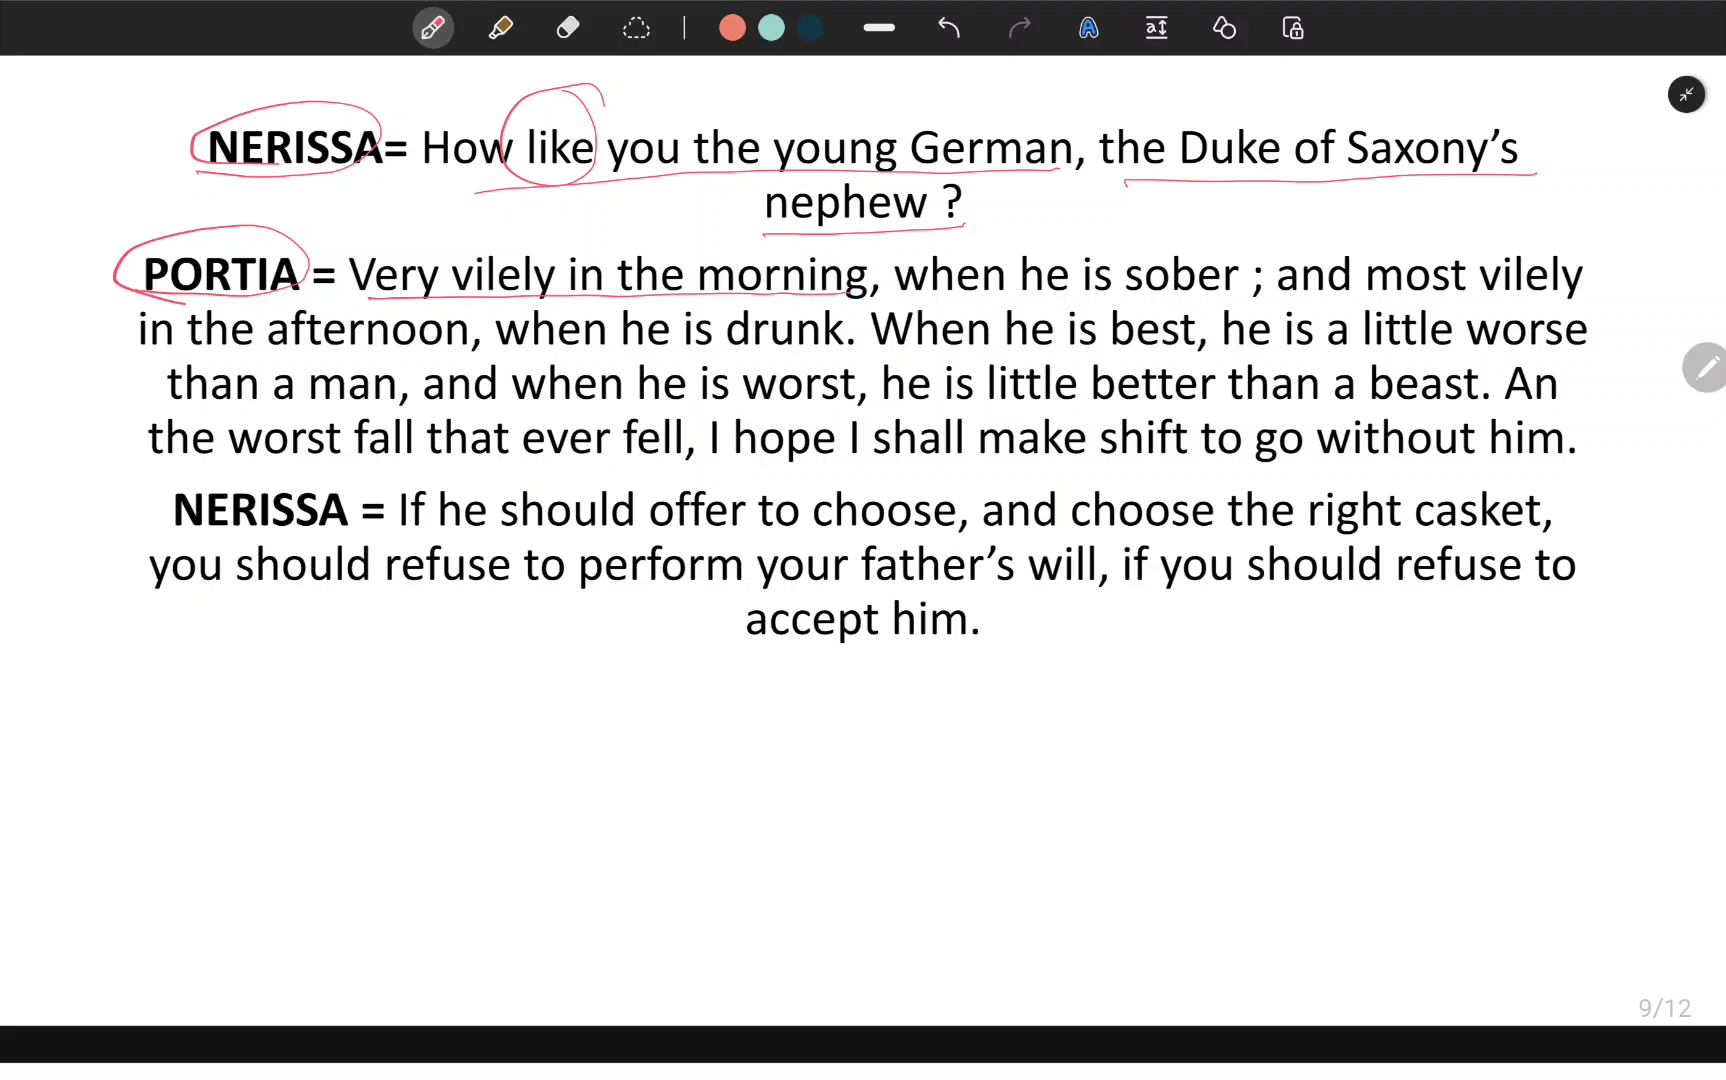 NERISSA= How like you the young German, the Duke of Saxony’s
nephew ?
PORTIA = Very vilely in the morning, when he is sober ; and most vilely
in the afternoon, when he is drunk. When he is best, he is a little worse
than a man, and when he is worst, he is little better than a beast. An
the worst fall that ever fell, I hope I shall make shift to go without him.
NERISSA = If he should offer to choose, and choose the right casket,
you should refuse to perform your father’s will, if you should refuse to
accept him.
9/12